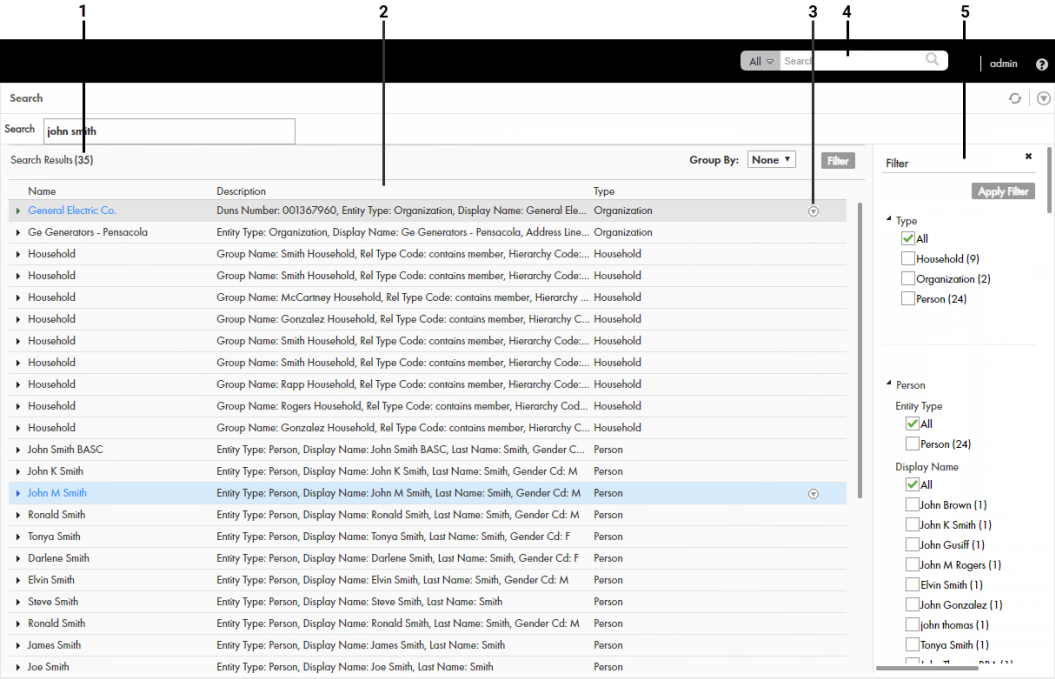 1 2 3 4 5
All Search admin ?
Search
Search john smith
Search Results (35) Group By: None Filter
Name Description Type
General Electric Co. Duns Number: 001367960, Entity Type: Organization, Display Name: General Ele... Organization
Ge Generators - Pensacola Entity Type: Organization, Display Name: Ge Generators - Pensacola, Address Line... Organization
Household Group Name: Smith Household, Rel Type Code: contains member, Hierarchy Code:... Household
Household Group Name: Smith Household, Rel Type Code: contains member, Hierarchy Code:... Household
Household Group Name: McCartney Household, Rel Type Code: contains member, Hierarchy ... Household
Household Group Name: Gonzalez Household, Rel Type Code: contains member, Hierarchy C... Household
Household Group Name: Smith Household, Rel Type Code: contains member, Hierarchy Code:... Household
Household Group Name: Smith Household, Rel Type Code: contains member, Hierarchy Code:... Household
Household Group Name: Rapp Household, Rel Type Code: contains member, Hierarchy Code:... Household
Household Group Name: Rogers Household, Rel Type Code: contains member, Hierarchy Cod... Household
Household Group Name: Gonzalez Household, Rel Type Code: contains member, Hierarchy C... Household
John Smith BASC Entity Type: Person, Display Name: John Smith BASC, Last Name: Smith, Gender C... Person
John K Smith Entity Type: Person, Display Name: John K Smith, Last Name: Smith, Gender Cd: M Person
John M Smith Entity Type: Person, Display Name: John M Smith, Last Name: Smith, Gender Cd: M Person
Ronald Smith Entity Type: Person, Display Name: Ronald Smith, Last Name: Smith, Gender Cd: M Person
Tonya Smith Entity Type: Person, Display Name: Tonya Smith, Last Name: Smith, Gender Cd: F Person
Darlene Smith Entity Type: Person, Display Name: Darlene Smith, Last Name: Smith, Gender Cd: F Person
Elvin Smith Entity Type: Person, Display Name: Elvin Smith, Last Name: Smith, Gender Cd: M Person
Steve Smith Entity Type: Person, Display Name: Steve Smith, Last Name: Smith Person
Ronald Smith Entity Type: Person, Display Name: Ronald Smith, Last Name: Smith, Gender Cd: M Person
James Smith Entity Type: Person, Display Name: James Smith, Last Name: Smith Person
Joe Smith Entity Type: Person, Display Name: Joe Smith, Last Name: Smith Person
Filter
Apply Filter
Type
All
Household (9)
Organization (2)
Person (24)
Person
Entity Type
All
Person (24)
Display Name
All
John Brown (1)
John K Smith (1)
John Gusiff (1)
John M Rogers (1)
Elvin Smith (1)
John Gonzalez (1)
john thomas (1)
Tonya Smith (1)